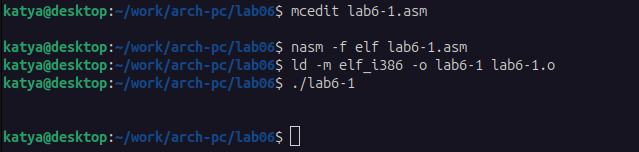 katya@desktop:~/work/arch-pc/lab06$ mcedit lab6-1.asm
katya@desktop:~/work/arch-pc/lab06$ nasm -f elf lab6-1.asm
katya@desktop:~/work/arch-pc/lab06$ ld -m elf_i386 -o lab6-1 lab6-1.o
katya@desktop:~/work/arch-pc/lab06$ ./lab6-1
katya@desktop:~/work/arch-pc/lab06$